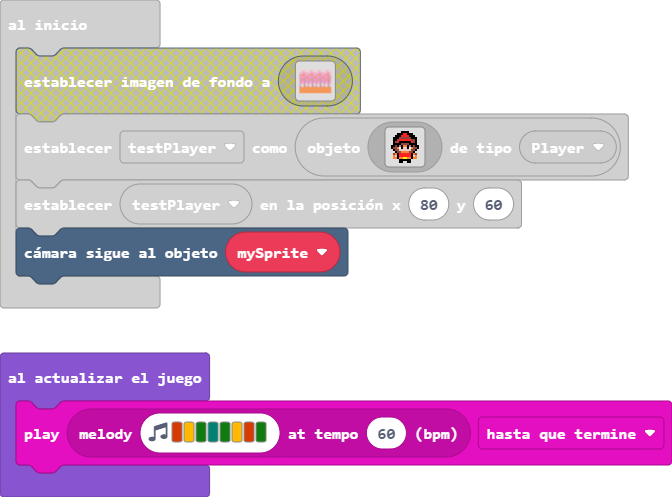 al inicio
establecer imagen de fondo a
establecer testPlayer como objeto de tipo Player
establecer testPlayer en la posición x 80 y 60
cámara sigue al objeto mySprite
al actualizar el juego
play melody at tempo 60 (bpm) hasta que termine